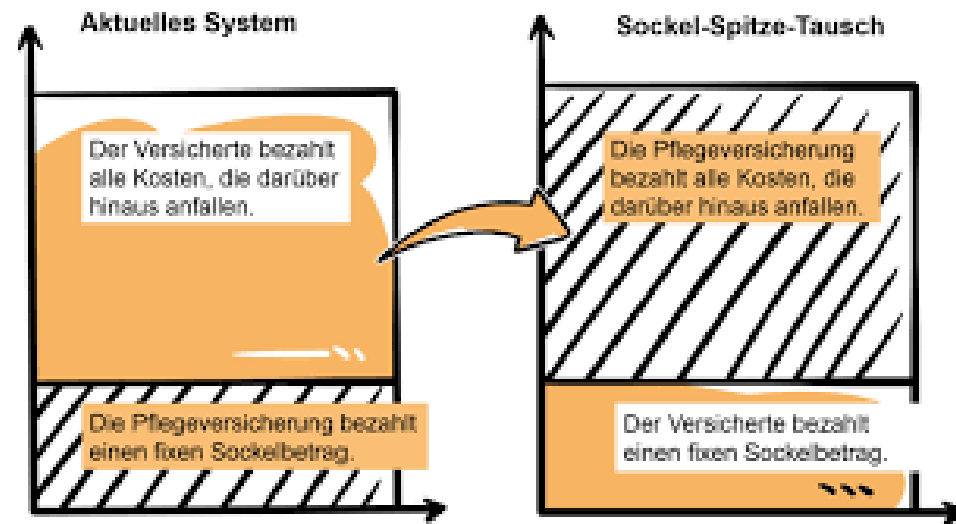 Aktuelles System
Der Versicherte bezahlt
alle Kosten, die darüber
hinaus anfallen.
Die Pflegeversicherung bezahlt
einen fixen Sockelbetrag.
Sockel-Spitze-Tausch
Die Pflegeversicherung
bezahlt alle Kosten, die
darüber hinaus anfallen.
Der Versicherte bezahlt
einen fixen Sockelbetrag.